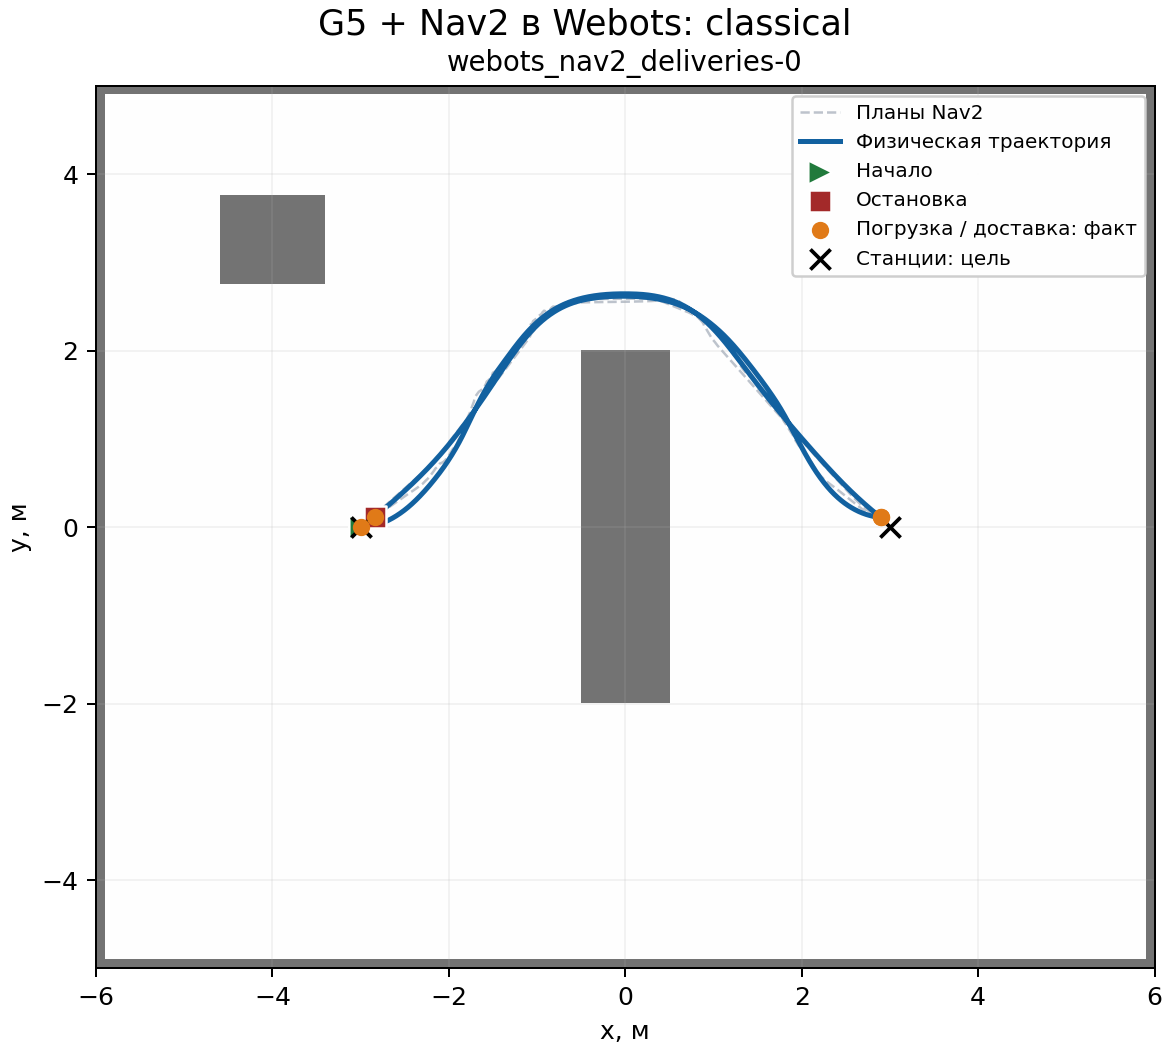 G5 + Nav2 в Webots: classical
webots_nav2_deliveries-0
Планы Nav2
Физическая траектория
Начало
Остановка
Погрузка / доставка: факт
Станции: цель
4
2
0
−2
−4
y, м
−6 −4 −2 0 2 4 6
x, м